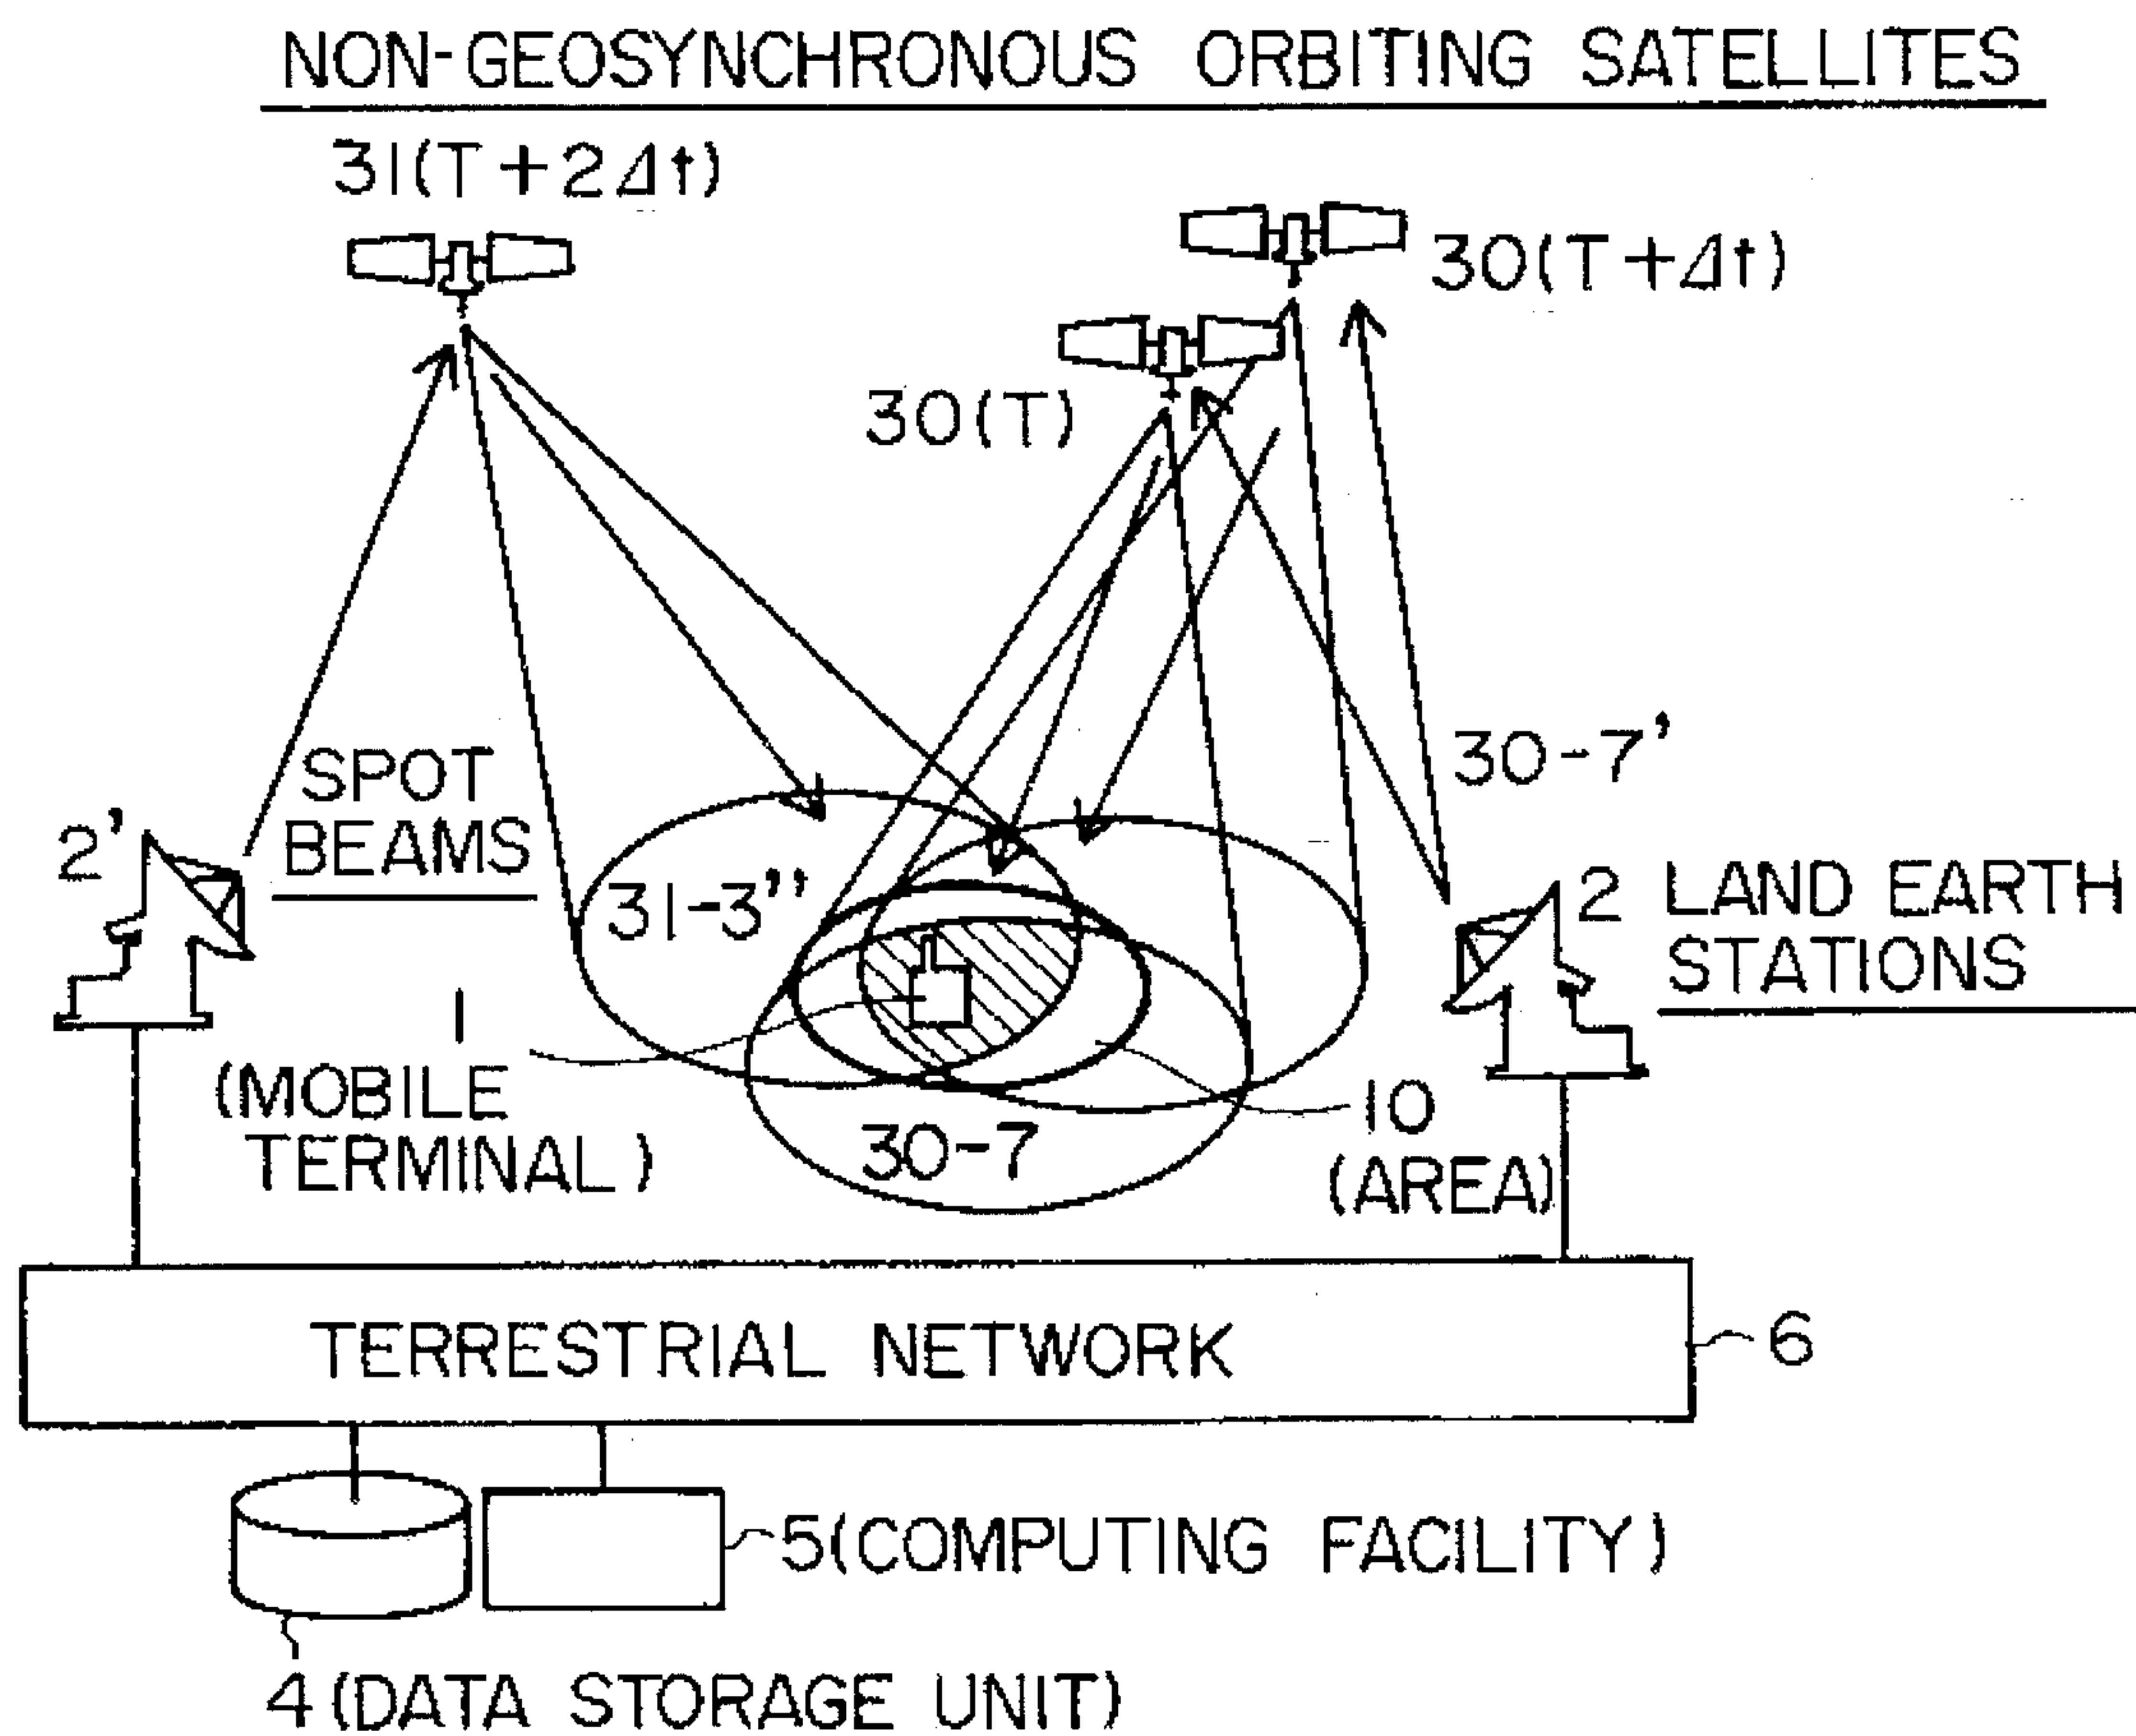 NON-GEOSYNCHRONOUS ORBITING SATELLITES
31(T+2Δt)
30(T+Δt)
30(T)
30-7'
SPOT
BEAMS
2'
31-3"
2 LAND EARTH
STATIONS
1
(MOBILE
TERMINAL)
30-7
10
(AREA)
TERRESTRIAL NETWORK
6
5(COMPUTING FACILITY)
4(DATA STORAGE UNIT)